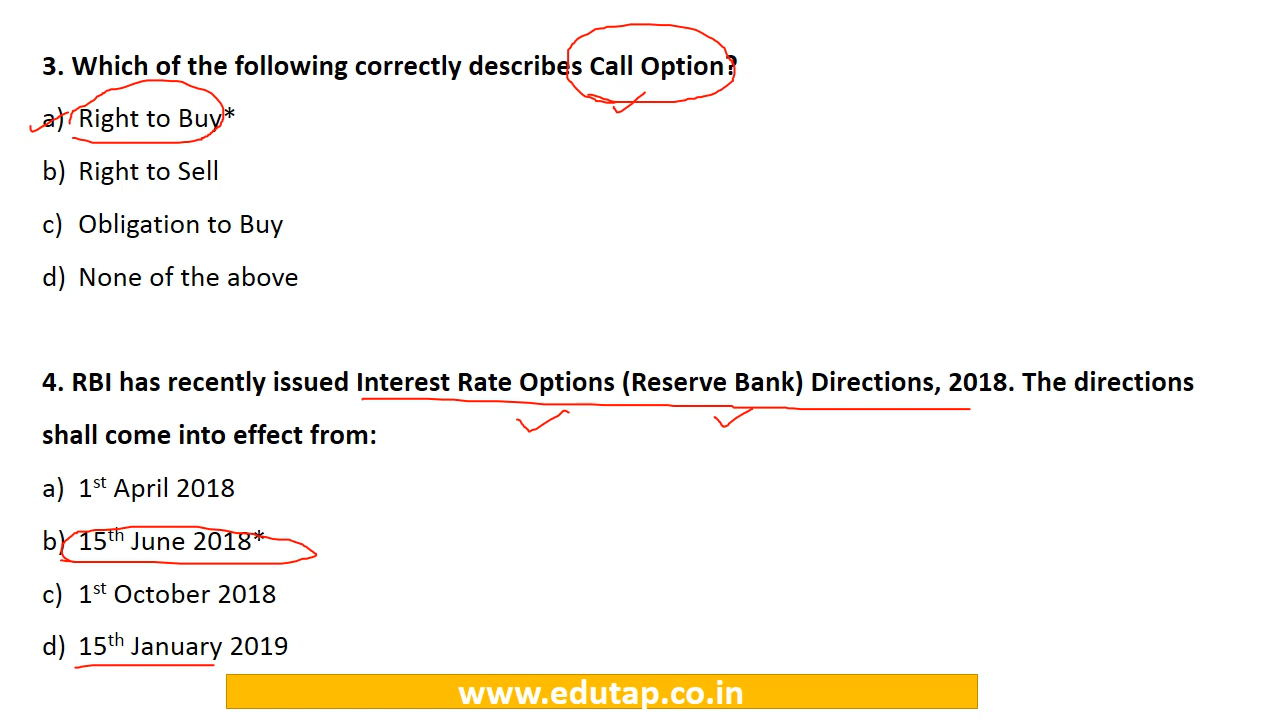 3. Which of the following correctly describes Call Option?
a) Right to Buy*
b) Right to Sell
c) Obligation to Buy
d) None of the above
4. RBI has recently issued Interest Rate Options (Reserve Bank) Directions, 2018. The directions
shall come into effect from:
a) 1st April 2018
b) 15th June 2018*
c) 1st October 2018
d) 15th January 2019
www.edutap.co.in